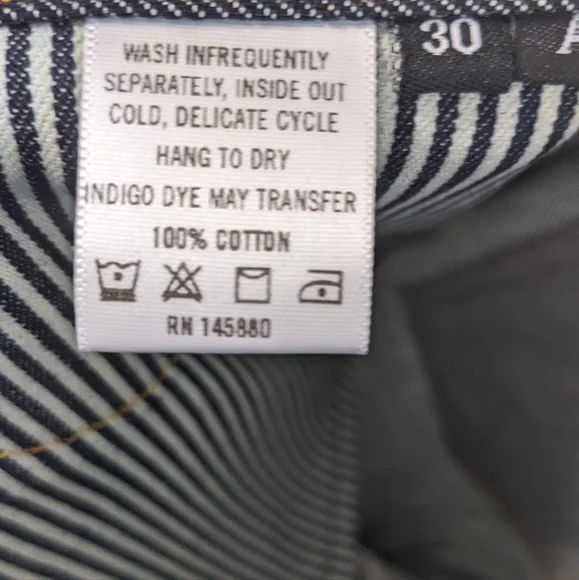 WASH INFREQUENTLY
SEPARATELY, INSIDE OUT
COLD, DELICATE CYCLE
HANG TO DRY
INDIGO DYE MAY TRANSFER
100% COTTON
RN 145880
30